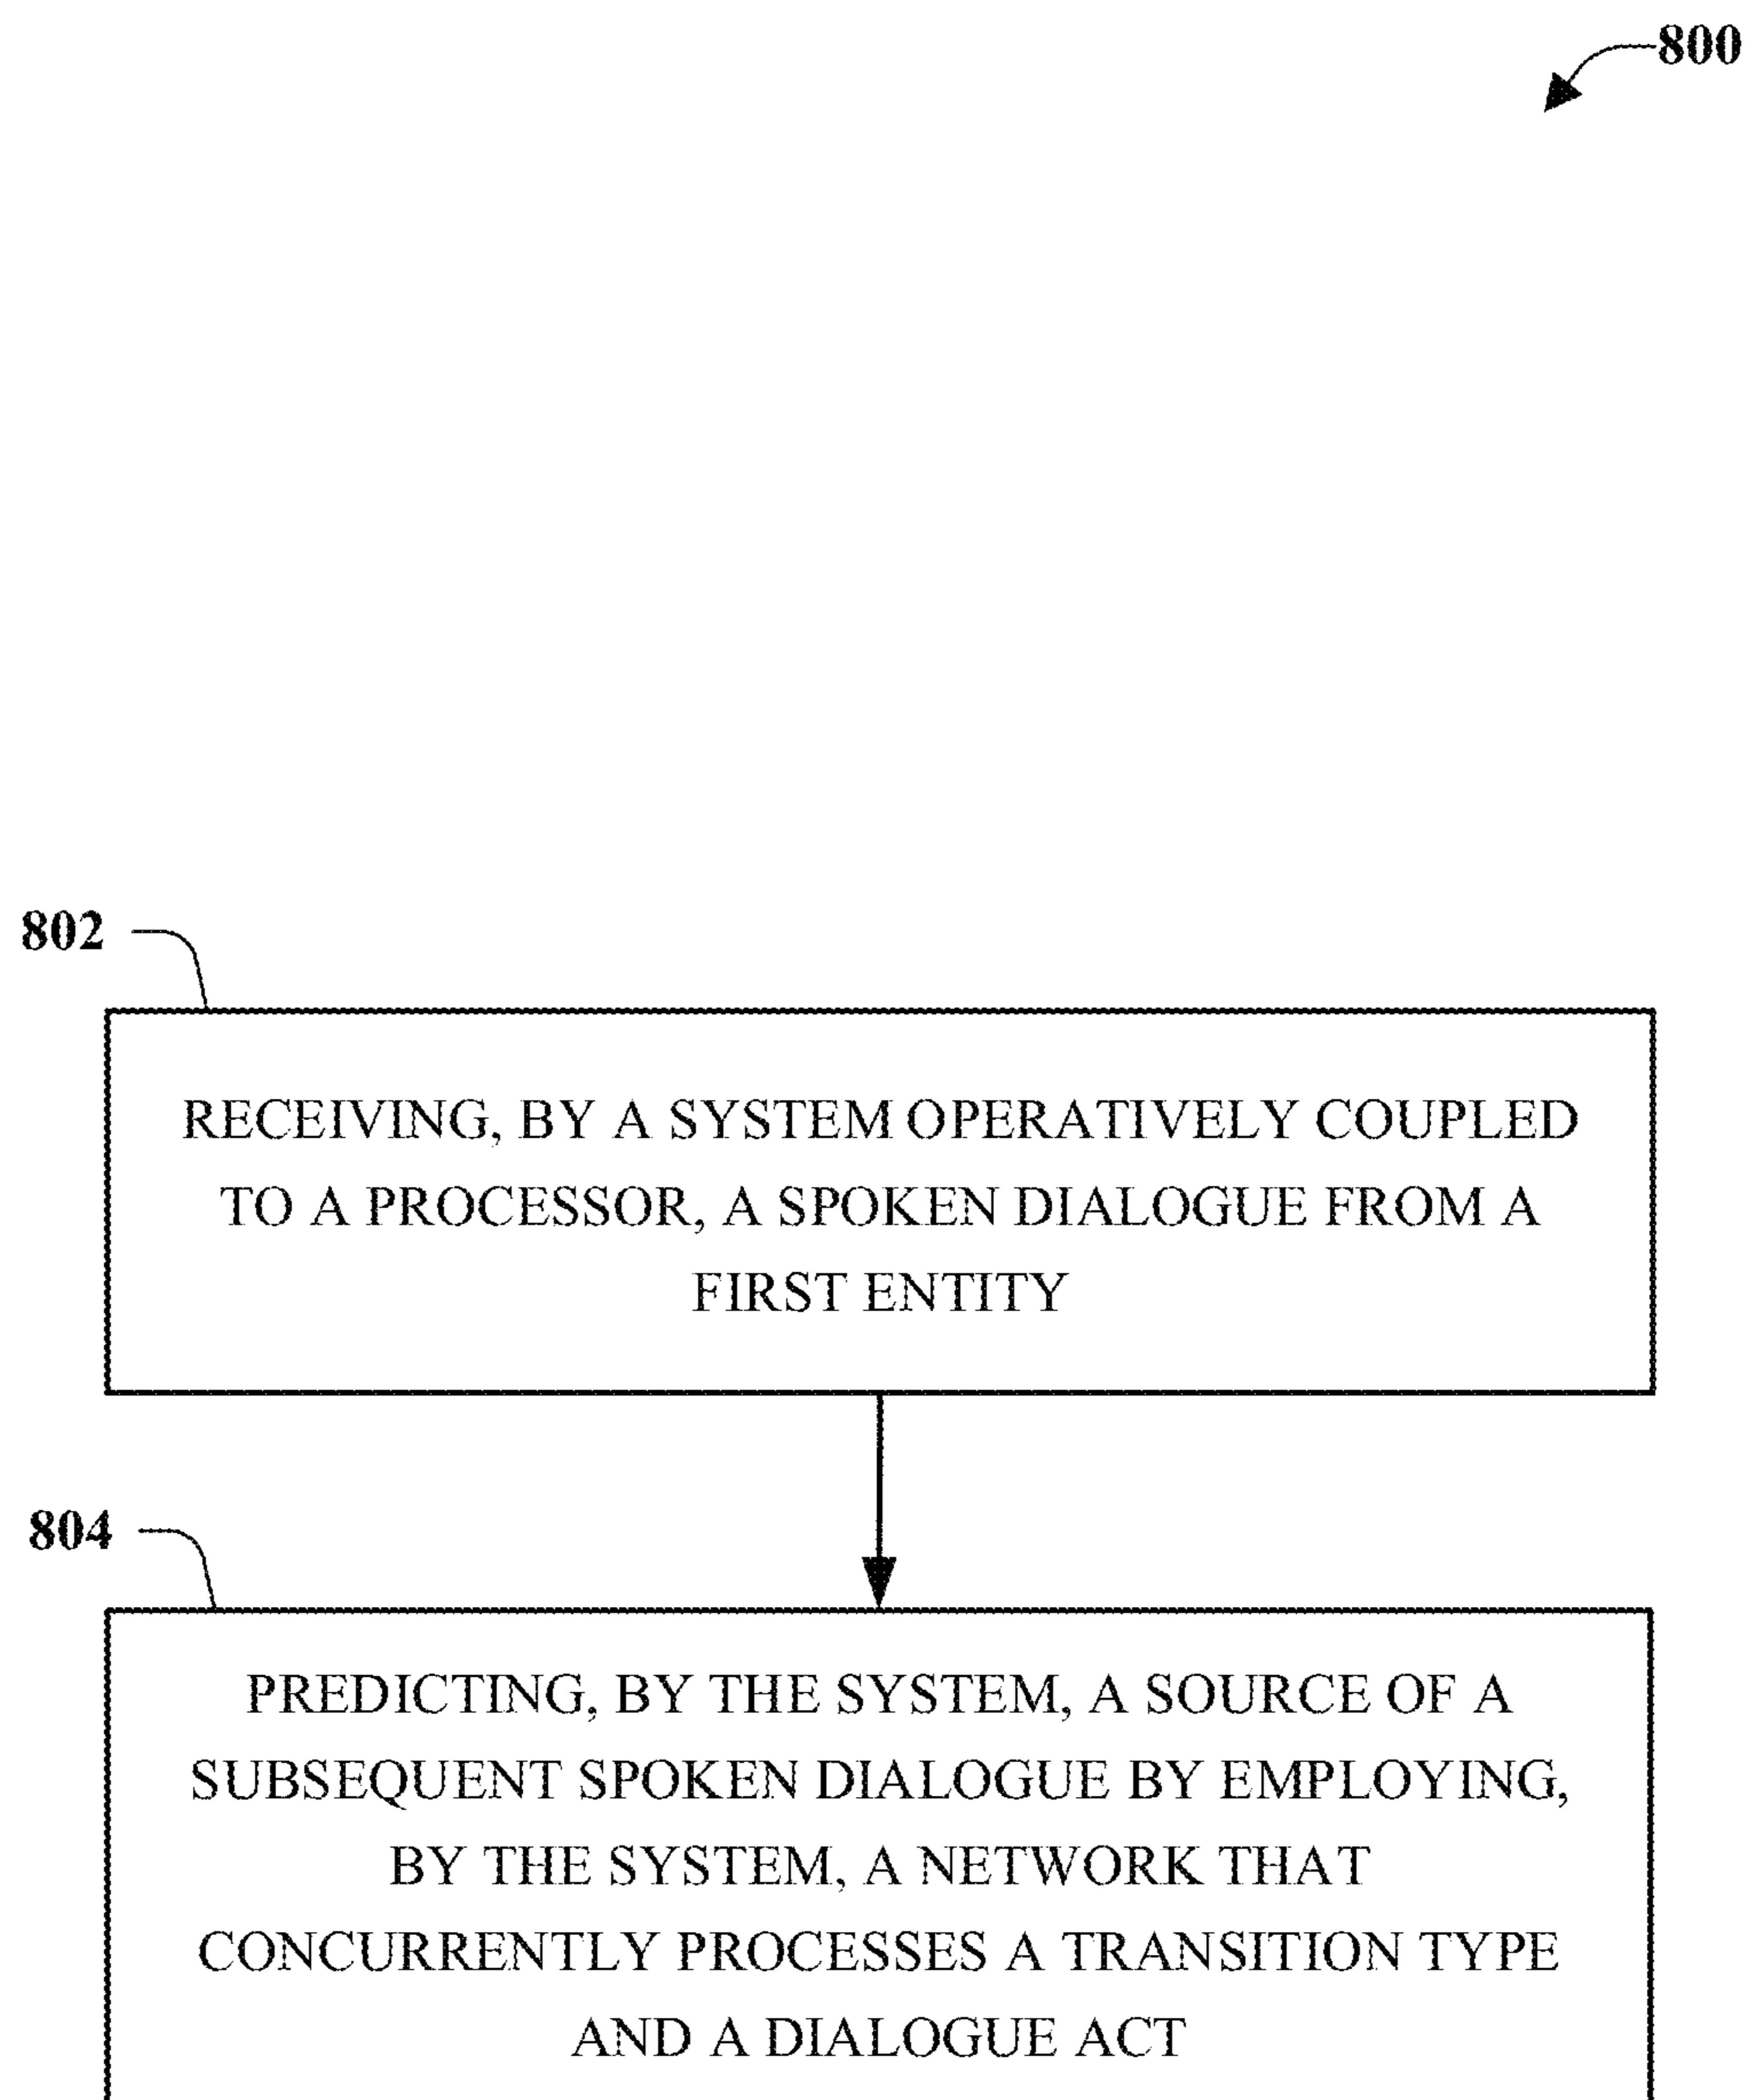 800
802
RECEIVING, BY A SYSTEM OPERATIVELY COUPLED
TO A PROCESSOR, A SPOKEN DIALOGUE FROM A
FIRST ENTITY
804
PREDICTING, BY THE SYSTEM, A SOURCE OF A
SUBSEQUENT SPOKEN DIALOGUE BY EMPLOYING,
BY THE SYSTEM, A NETWORK THAT
CONCURRENTLY PROCESSES A TRANSITION TYPE
AND A DIALOGUE ACT